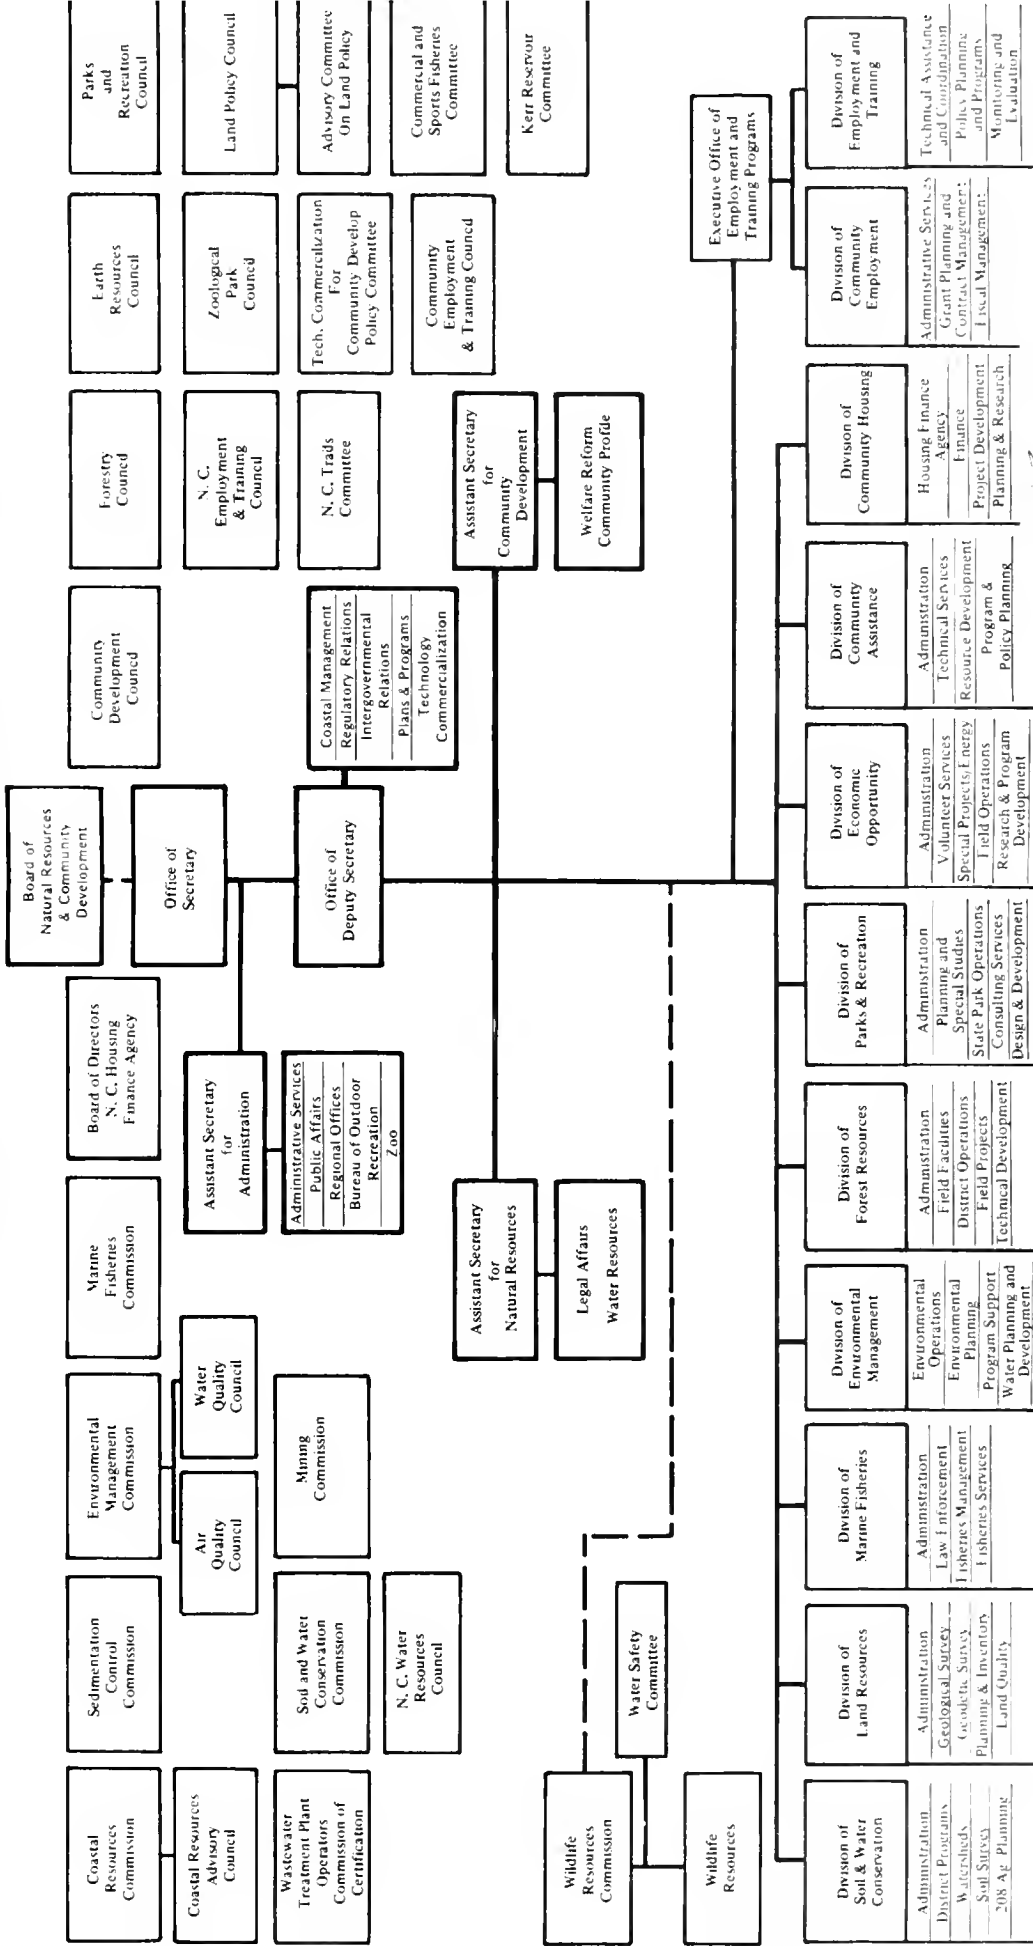 Board of
Natural Resources
& Community
Development
Office of
Secretary
Office of
Deputy Secretary
Coastal Management
Regulatory Relations
Intergovernmental
Relations
Plans & Programs
Technology
Commercialization
Assistant Secretary
for
Administration
Administrative Services
Public Affairs
Regional Offices
Bureau of Outdoor
Recreation
Zoo
Coastal
Resources
Commission
Coastal Resources
Advisory
Council
Wastewater
Treatment Plant
Operators
Commission of
Certification
Sedimentation
Control
Commission
Soil and Water
Conservation
Commission
N. C. Water
Resources
Council
Environmental
Management
Commission
Air
Quality
Council
Water
Quality
Council
Mining
Commission
Marine
Fisheries
Commission
Board of Directors
N. C. Housing
Finance Agency
Community
Development
Council
Forestry
Council
N. C.
Employment
& Training
Council
N. C. Trads
Committee
Earth
Resources
Council
Zoological
Park
Council
Tech. Commercilization
For
Community Develop
Policy Committee
Community
Employment
& Training Council
Parks
and
Recreation
Council
Land Policy Council
Advisory Committee
On Land Policy
Commercial and
Sports Fisheries
Committee
Kerr Reservoir
Committee
Assistant Secretary
for
Natural Resources
Legal Affairs
Water Resources
Assistant Secretary
for
Community
Development
Welfare Reform
Community Profde
Wildlife
Resources
Commission
Water Safety
Committee
Wildlife
Resources
Executive Office of
Employment and
Training Programs
Division of
Soil & Water
Conservation
Administration
District Programs
Watersheds
Soil Survey
208 Ag Planning
Division of
Land Resources
Administration
Geological Survey
Geodetic Survey
Planning & Inventory
Land Quality
Division of
Marine Fisheries
Administration
Law Enforcement
Fisheries Management
Fisheries Services
Division of
Environmental
Management
Environmental
Operations
Environmental
Planning
Program Support
Water Planning and
Development
Division of
Forest Resources
Administration
Field Facilities
District Operations
Field Projects
Technical Development
Division of
Parks & Recreation
Administration
Planning and
Special Studies
State Park Operations
Consulting Services
Design & Development
Division of
Economic
Opportunity
Administration
Volunteer Services
Special Projects/Energy
Field Operations
Research & Program
Development
Division of
Community
Assistance
Administration
Technical Services
Resource Development
Program &
Policy Planning
Division of
Community Housing
Housing Finance
Agency
Finance
Project Development
Planning & Research
Division of
Community
Employment
Administrative Services
Grant Planning and
Contract Management
Fiscal Management
Division of
Employment and
Training
Technical Assistance
and Coordination
Policy Planning
and Programs
Monitoring and
Evaluation